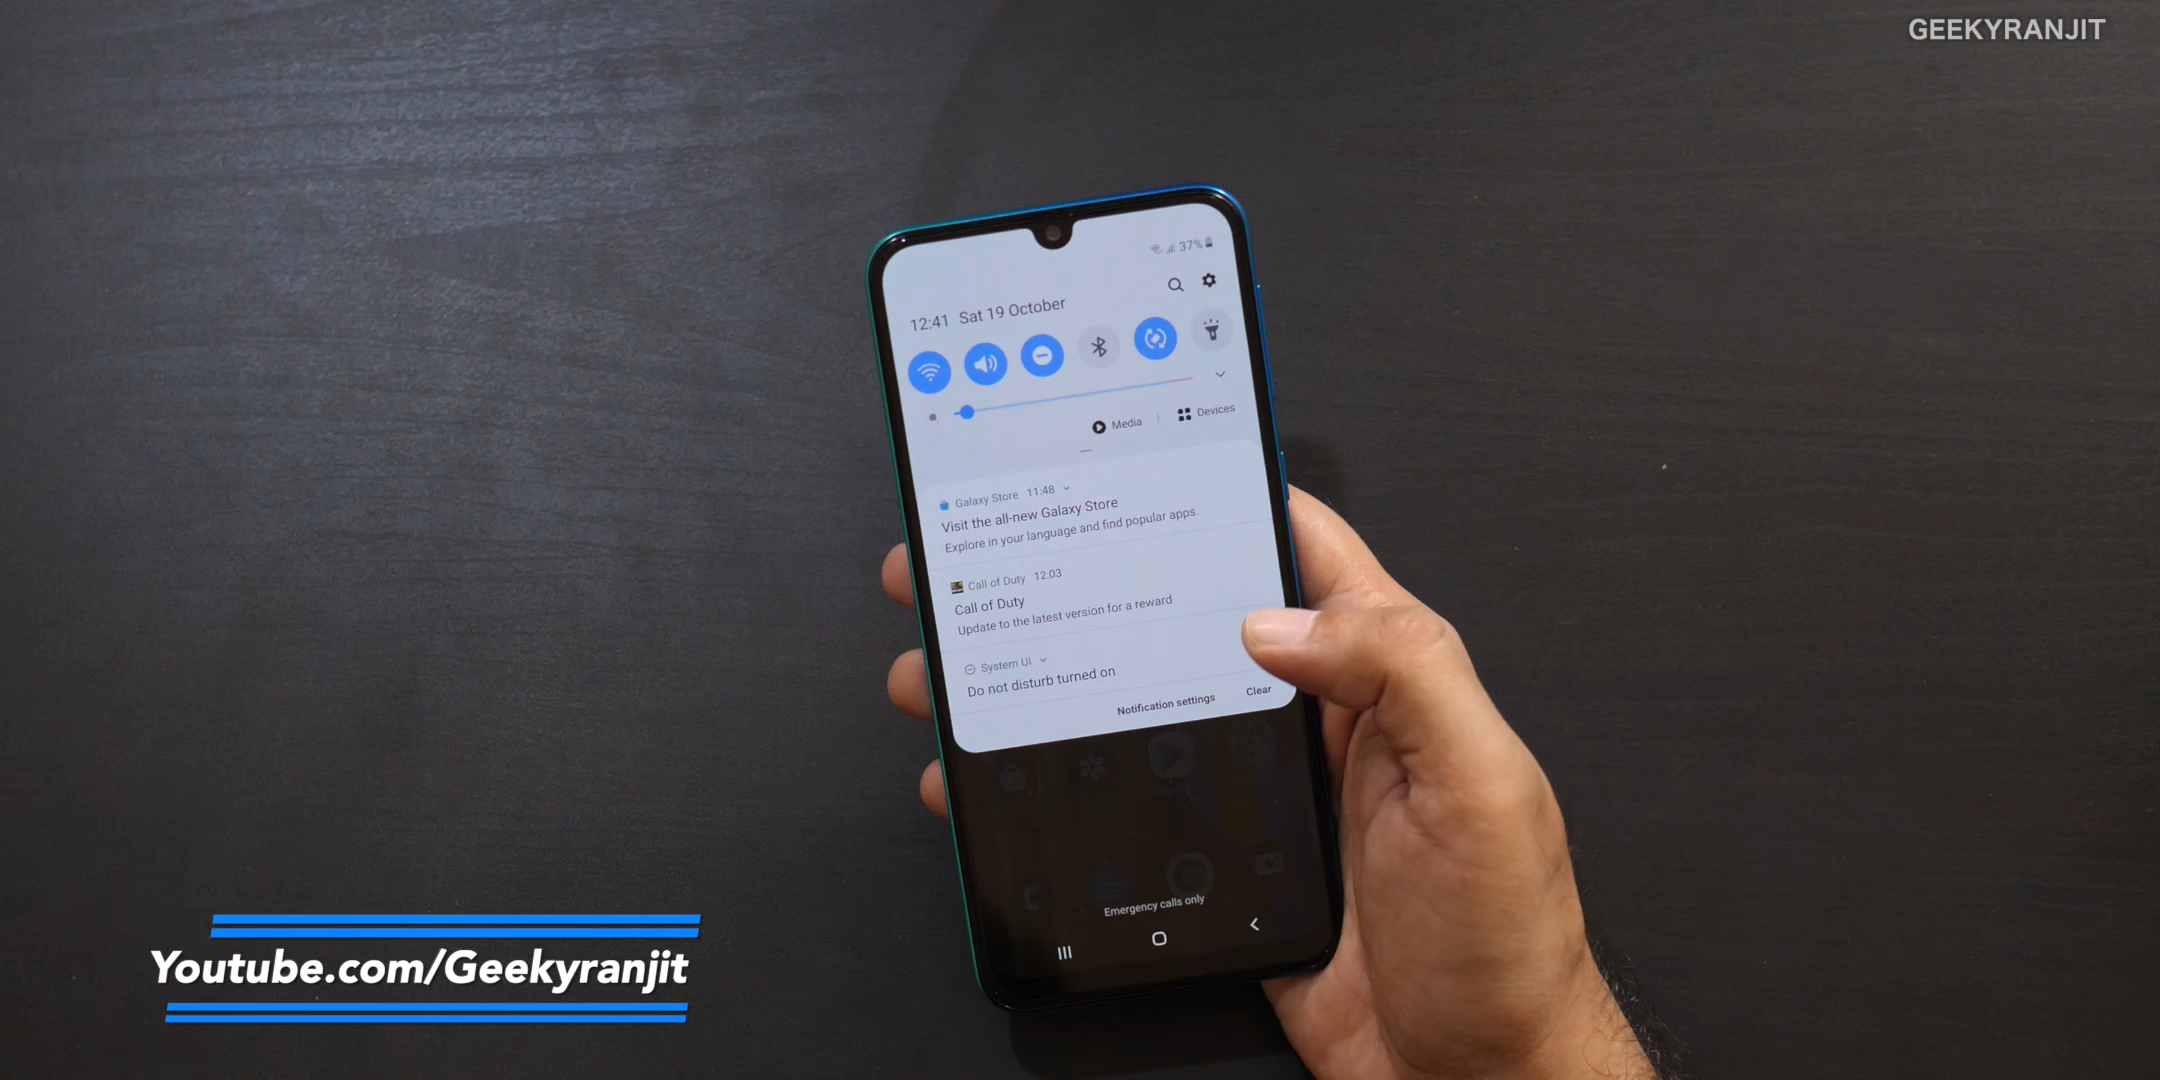 GEEKYRANJIT
37%
12:41 Sat 19 October
Media | Devices
Galaxy Store 11:48
Visit the all-new Galaxy Store
Explore in your language and find popular apps.
Call of Duty 12:03
Call of Duty
Update to the latest version for a reward
System UI
Do not disturb turned on
Notification settings Clear
Emergency calls only
Youtube.com/Geekyranjit